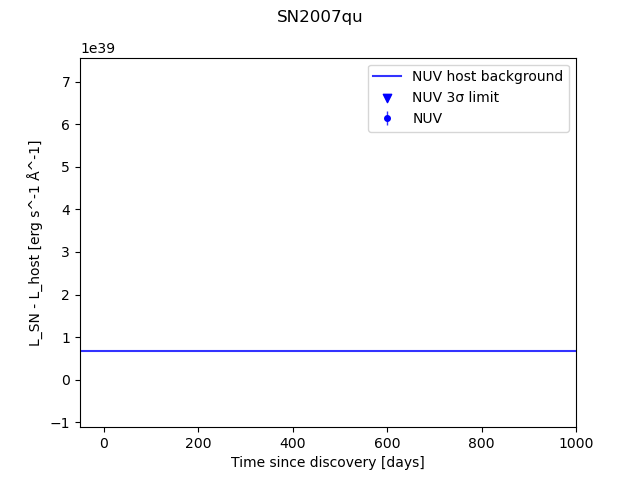 SN2007qu
1e39
NUV host background
NUV 3σ limit
NUV
7
6
5
4
3
2
1
0
−1
L_SN - L_host [erg s^-1 Å^-1]
0 200 400 600 800 1000
Time since discovery [days]